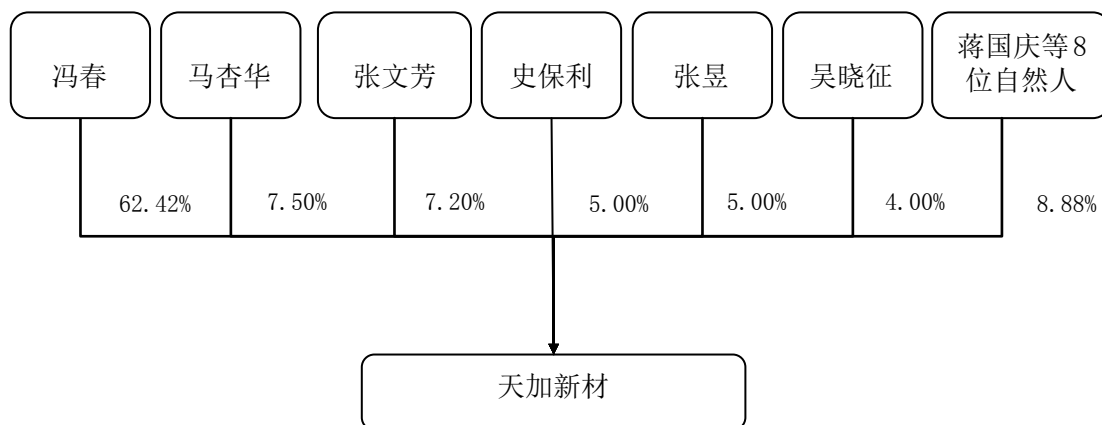 冯春
马杏华
张文芳
史保利
张昱
吴晓征
蒋国庆等8
位自然人
62.42%
7.50%
7.20%
5.00%
5.00%
4.00%
8.88%
天加新材